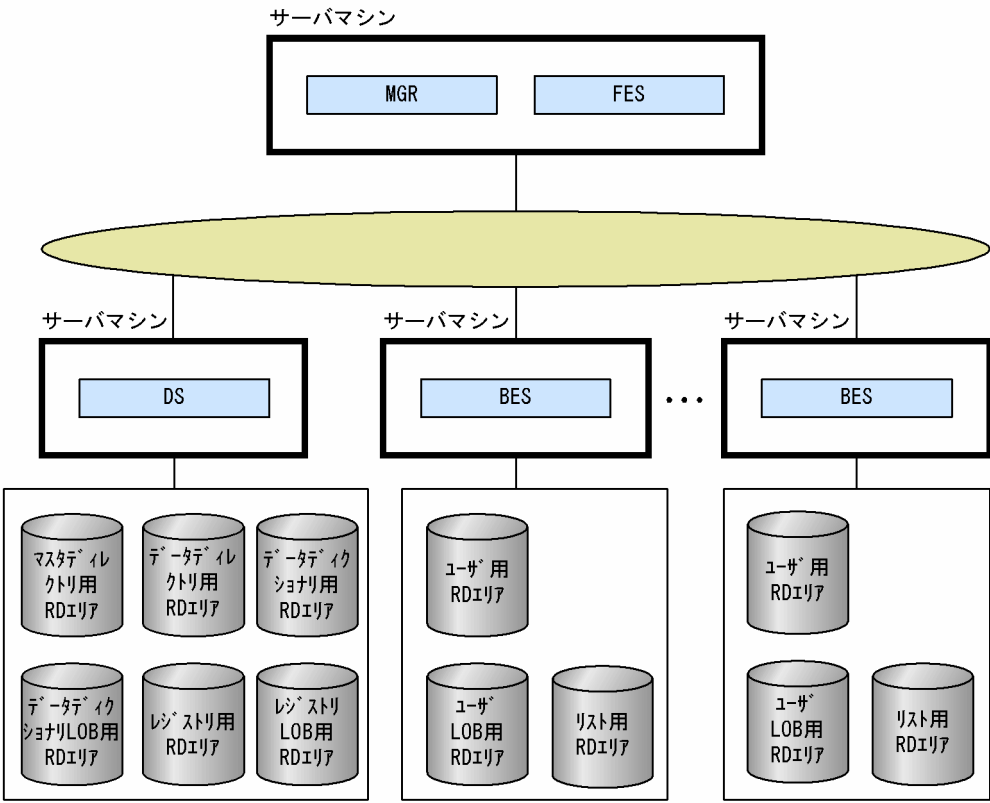 サーバマシン
MGR
FES
サーバマシン
サーバマシン
サーバマシン
DS
BES
・・・
BES
ﾏｽﾀﾃﾞｨﾚ
ｸﾄﾘ用
RDｴﾘｱ
ﾃﾞｰﾀﾃﾞｨﾚ
ｸﾄﾘ用
RDｴﾘｱ
ﾃﾞｰﾀﾃﾞｨｸ
ｼｮﾅﾘ用
RDｴﾘｱ
ﾃﾞｰﾀﾃﾞｨｸ
ｼｮﾅﾘLOB用
RDｴﾘｱ
ﾚｼﾞｽﾄﾘ用
RDｴﾘｱ
ﾚｼﾞｽﾄﾘ
LOB用
RDｴﾘｱ
ﾕｰｻﾞ用
RDｴﾘｱ
ﾕｰｻﾞ
LOB用
RDｴﾘｱ
ﾘｽﾄ用
RDｴﾘｱ
ﾕｰｻﾞ用
RDｴﾘｱ
ﾕｰｻﾞ
LOB用
RDｴﾘｱ
ﾘｽﾄ用
RDｴﾘｱ